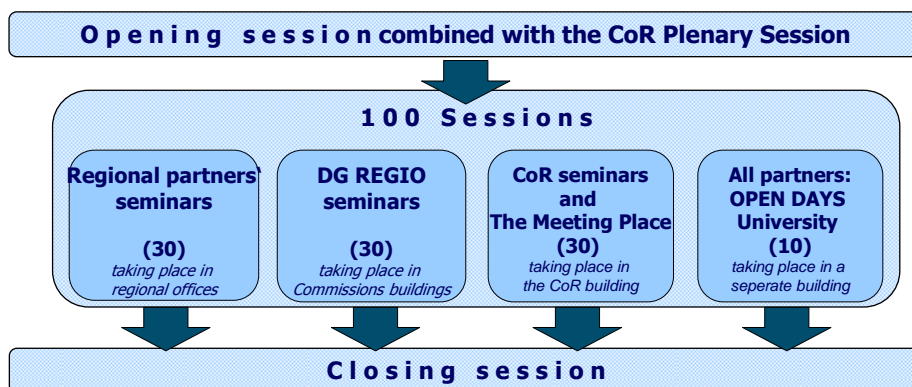 Opening session combined with the CoR Plenary Session
100 Sessions
Regional partners‘
seminars
(30)
taking place in
regional offices
DG REGIO
seminars
(30)
taking place in
Commissions buildings
CoR seminars
and
The Meeting Place
(30)
taking place in
the CoR building
All partners:
OPEN DAYS
University
(10)
taking place in a
seperate building
Closing session